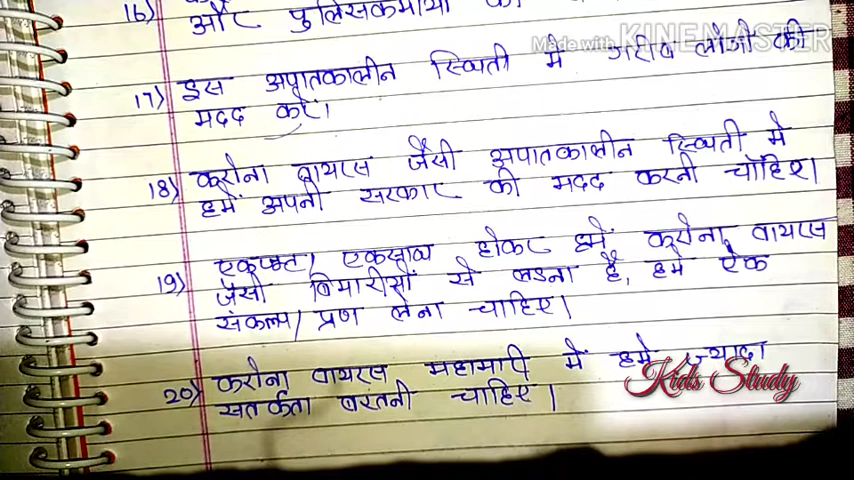 16)
और पुलिसकर्मीयों
Made with KINEMASTER
17) इस अपातकालीन स्थिती में गरीब लोगो की
मदद करें।
18) करोना वायरस जैसी अपातकालीन स्थिती मे
हमें अपनी सरकार की मदद करनी चाँहिए।
19) एकजुट/ एकसाथ होकर हमें करोना वायरस
जैसी बिमारीसों से लडना है, हमे ऐक
संकल्प/ प्रण लेना चाहिए।
20) करोना वायरस महामारी में हमे ज्यादा
सतर्कता बरतनी चाहिए।
Kids Study